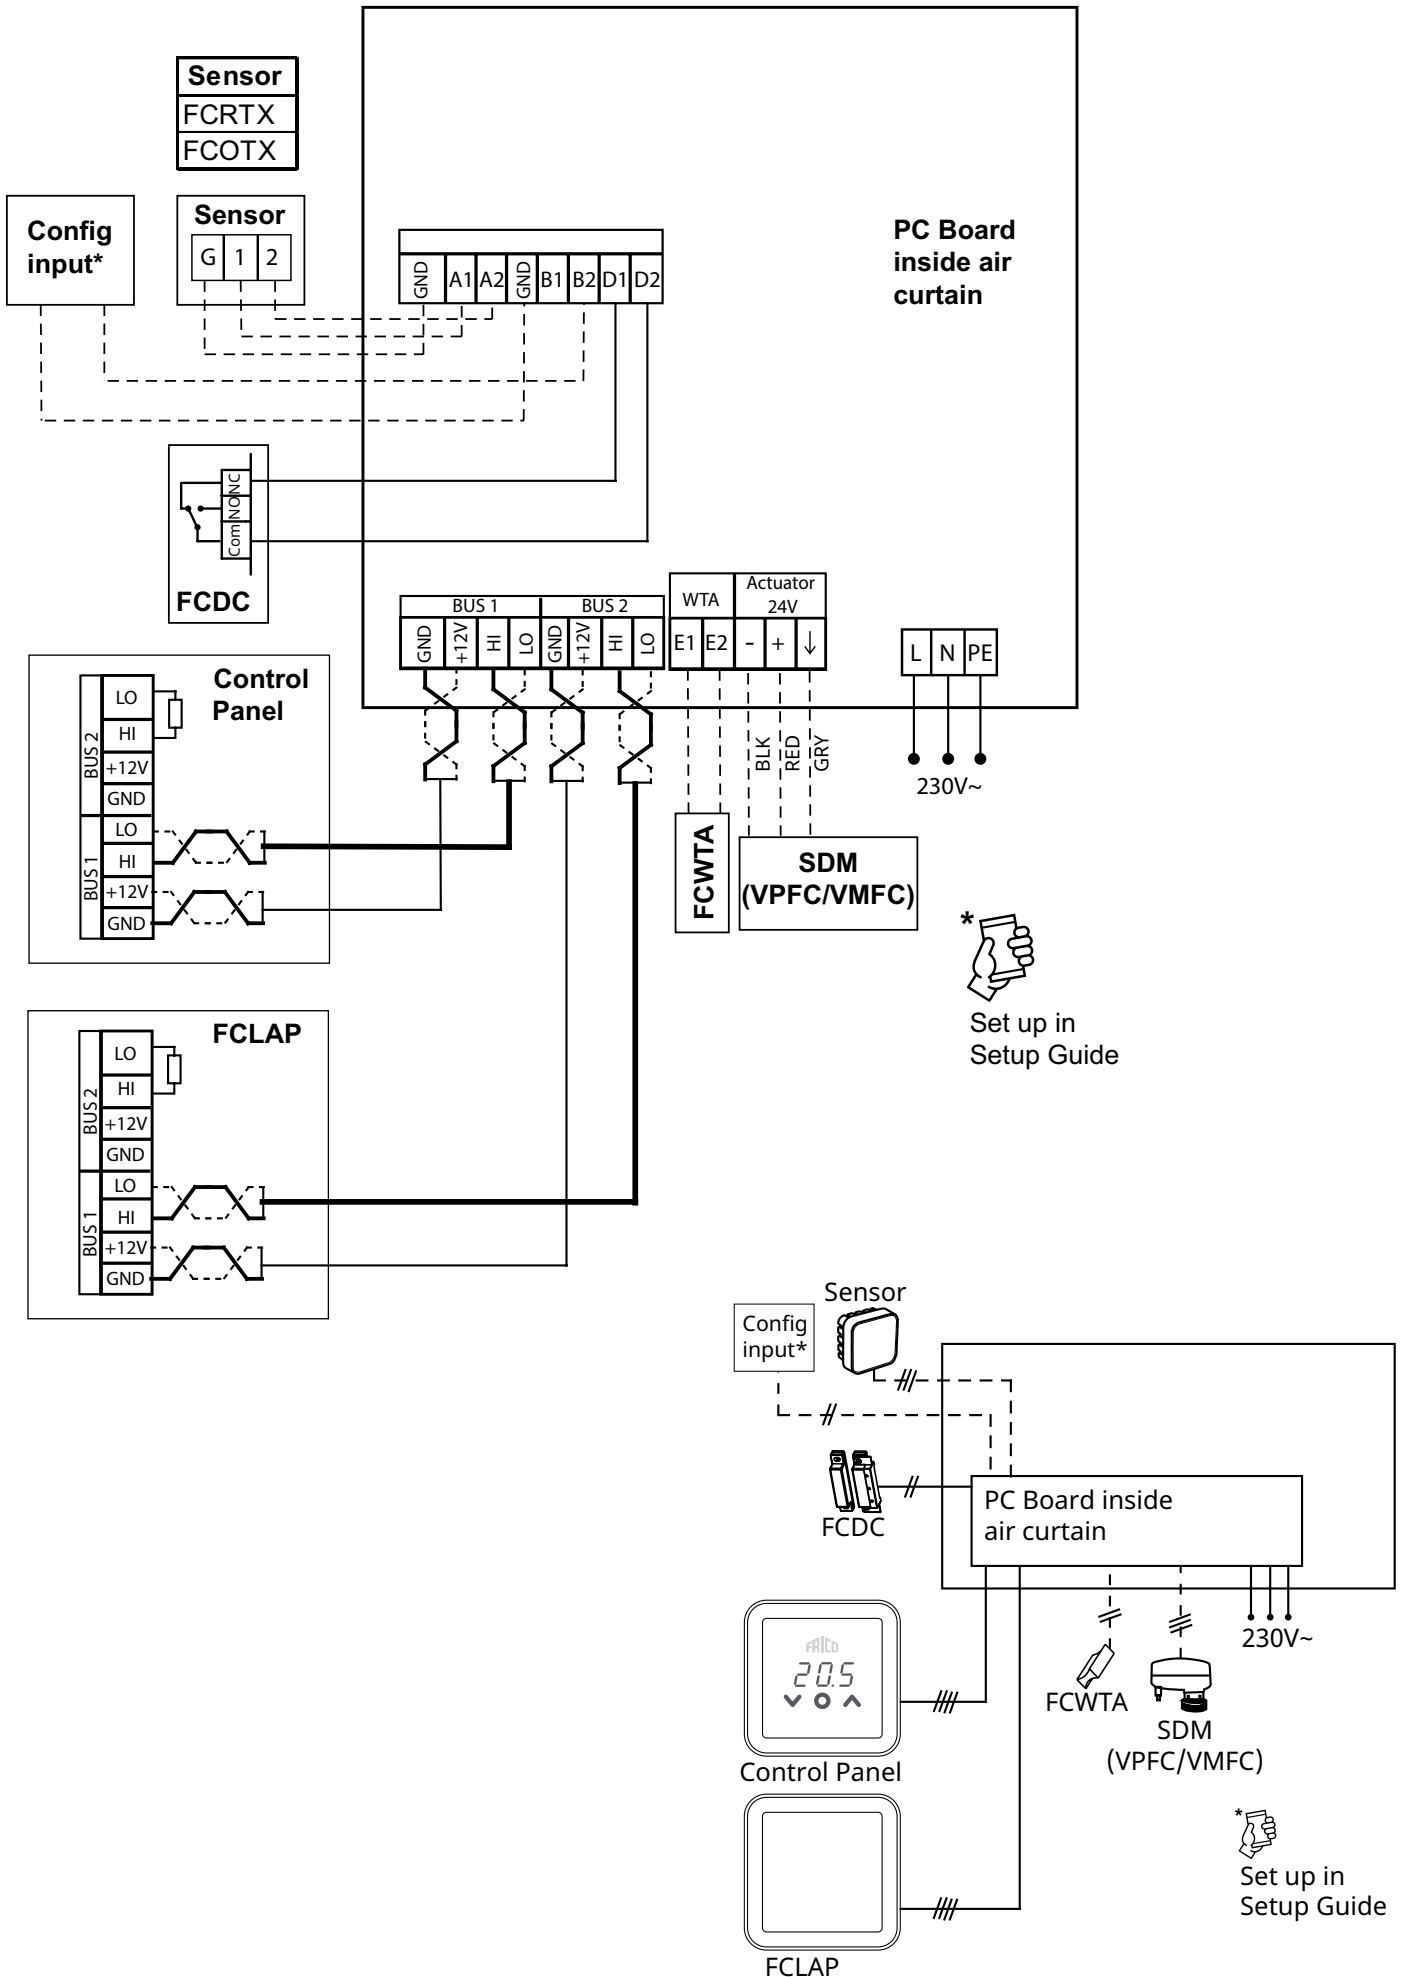 Sensor
FCRTX
FCOTX
Config
input*
Sensor
G 1 2
GND A1 A2 GND B1 B2 D1 D2
PC Board
inside air
curtain
NC
NO
Com
FCDC
BUS 1 BUS 2
GND +12V HI LO GND +12V HI LO
WTA
Actuator
24V
E1 E2 - + ↓
L N PE
230V~
BLK
RED
GRY
FCWTA
SDM
(VPFC/VMFC)
Control
Panel
BUS 2
LO
HI
+12V
GND
BUS 1
LO
HI
+12V
GND
*
Set up in
Setup Guide
FCLAP
BUS 2
LO
HI
+12V
GND
BUS 1
LO
HI
+12V
GND
Sensor
Config
input*
FCDC
PC Board inside
air curtain
230V~
FCWTA
SDM
(VPFC/VMFC)
FRICO
20.5
Control Panel
FCLAP
*
Set up in
Setup Guide